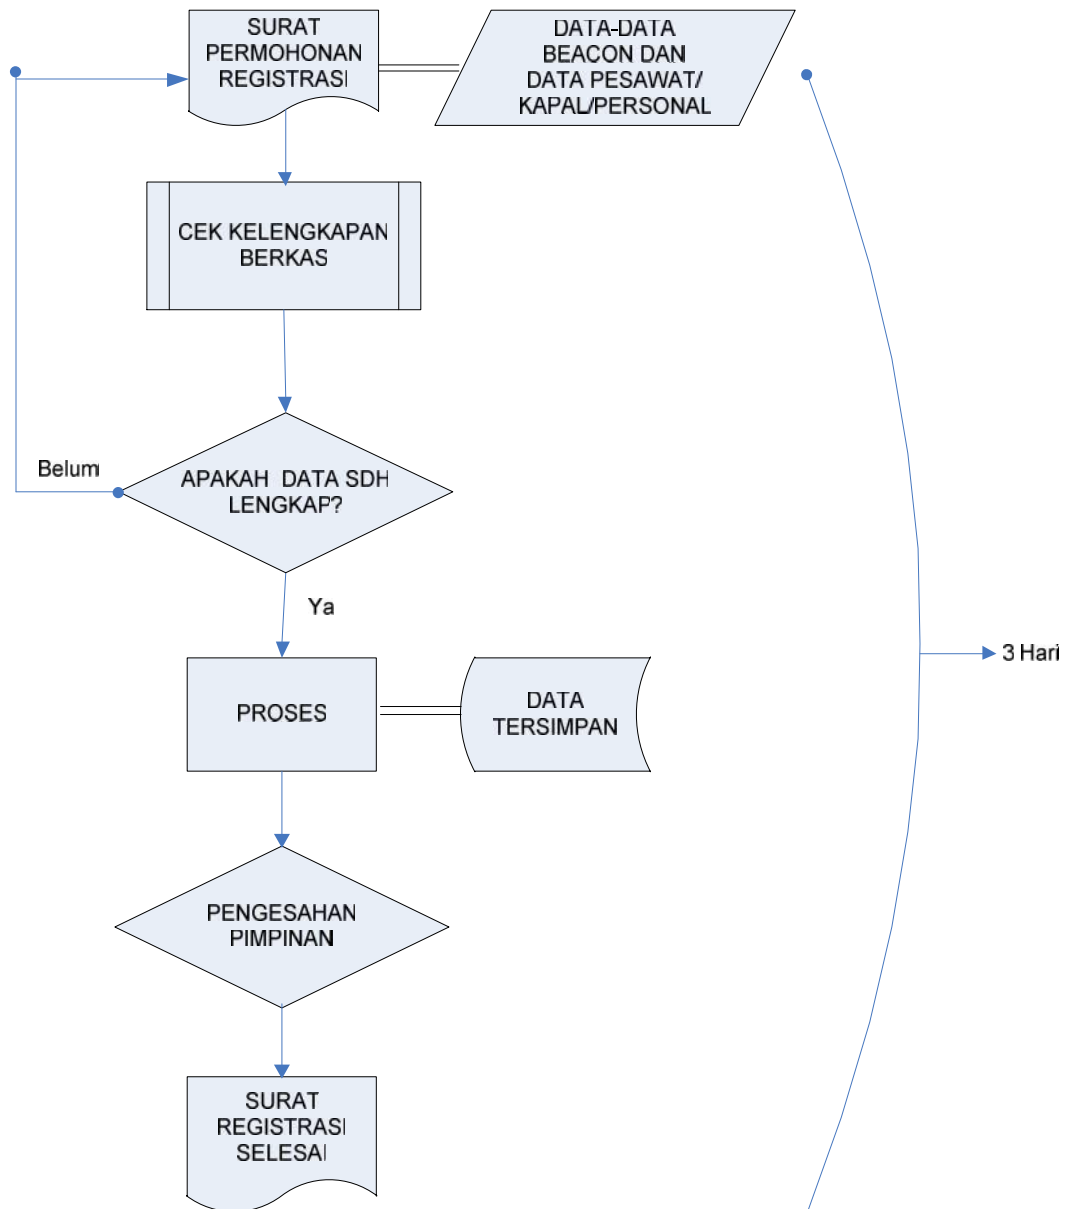 SURAT
PERMOHONAN
REGISTRASI
DATA-DATA
BEACON DAN
DATA PESAWAT/
KAPAL/PERSONAL
CEK KELENGKAPAN
BERKAS
Belum
APAKAH DATA SDH
LENGKAP?
Ya
3 Hari
PROSES
DATA
TERSIMPAN
PENGESAHAN
PIMPINAN
SURAT
REGISTRASI
SELESAI